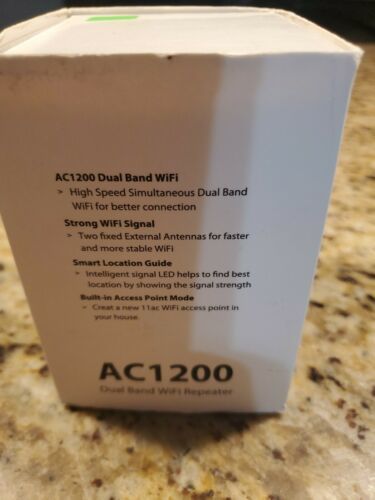 AC1200 Dual Band WiFi
> High Speed Simultaneous Dual Band
WiFi for better connection
Strong WiFi Signal
> Two fixed External Antennas for faster
and more stable WiFi
Smart Location Guide
> Intelligent signal LED helps to find best
location by showing the signal strength
Built-in Access Point Mode
> Creat a new 11ac WiFi access point in
your house.
AC1200
Dual Band WiFi Repeater